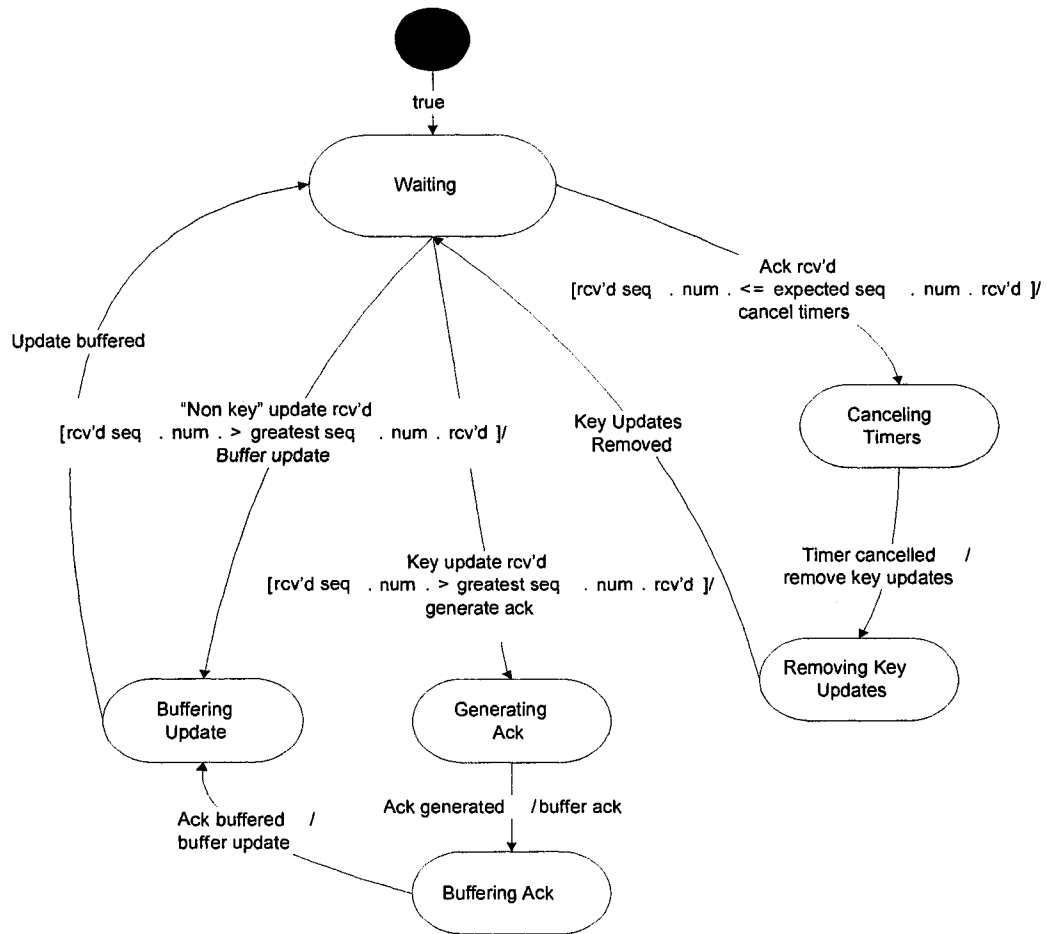 true
Waiting
Ack rcv'd
[rcv'd seq . num . <= expected seq . num . rcv'd ]/
cancel timers
Update buffered
"Non key" update rcv'd
[rcv'd seq . num . > greatest seq . num . rcv'd ]/
Buffer update
Key Updates
Removed
Canceling
Timers
Key update rcv'd
[rcv'd seq . num . > greatest seq . num . rcv'd ]/
generate ack
Timer cancelled /
remove key updates
Removing Key
Updates
Buffering
Update
Generating
Ack
Ack buffered /
buffer update
Ack generated / buffer ack
Buffering Ack